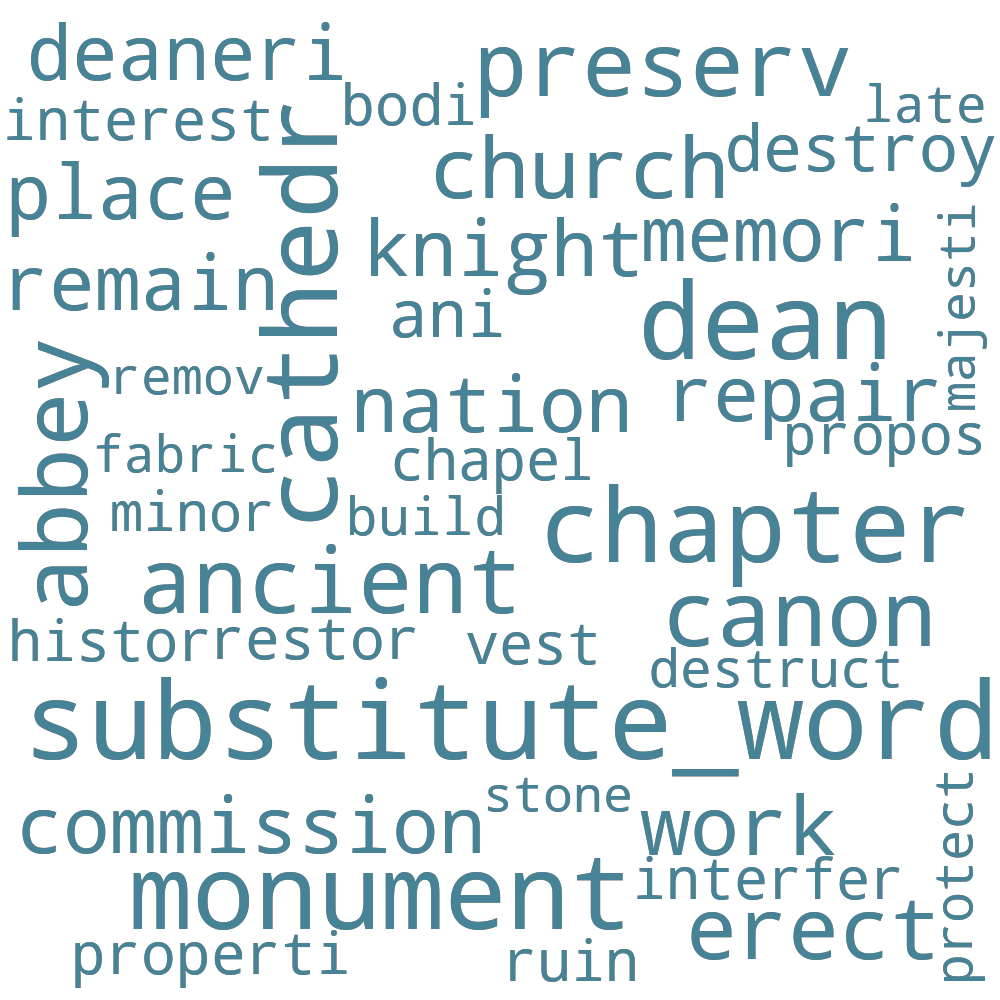 deaneri
preserv
interest
bodi
late
cathedr
church
destroy
place
knight
memori
majesti
remain
ani
dean
abbey
remov
nation
repair
propos
fabric
chapel
minor
build
chapter
ancient
canon
histor
restor
vest
destruct
substitute_word
stone
commission
work
protect
monument
interfer
erect
properti
ruin